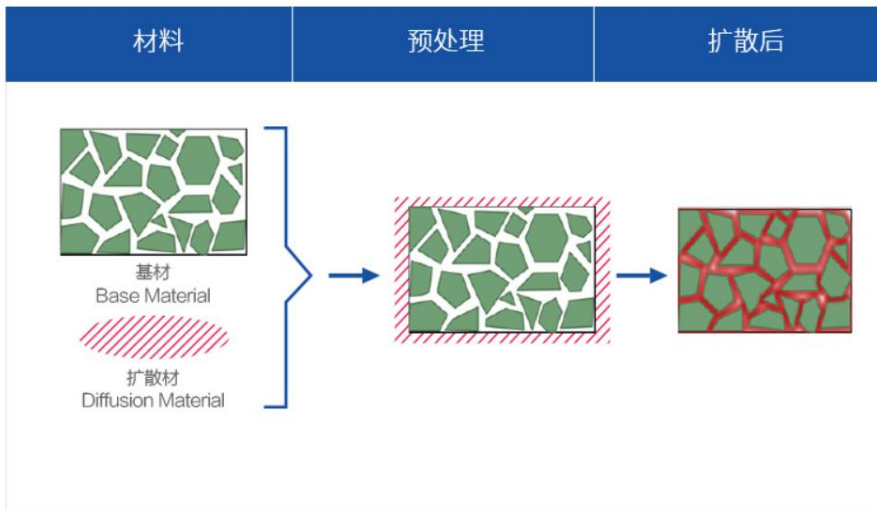 材料
预处理
扩散后
基材
Base Material
扩散材
Diffusion Material